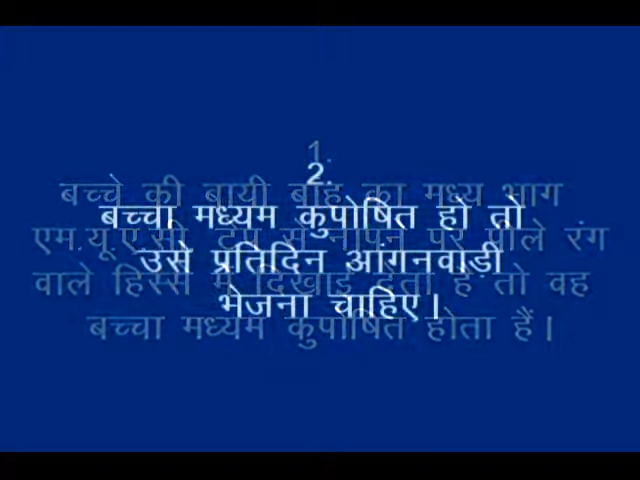 1.
बच्चे की बायी बांह का मध्य भाग
एम.यू.ए.सी. टेप से नापने पर पीले रंग
वाले हिस्से में दिखाई देता है तो वह
बच्चा मध्यम कुपोषित होता हैं।
2.
बच्चा मध्यम कुपोषित हो तो
उसे प्रतिदिन आंगनवाड़ी
भेजना चाहिए।